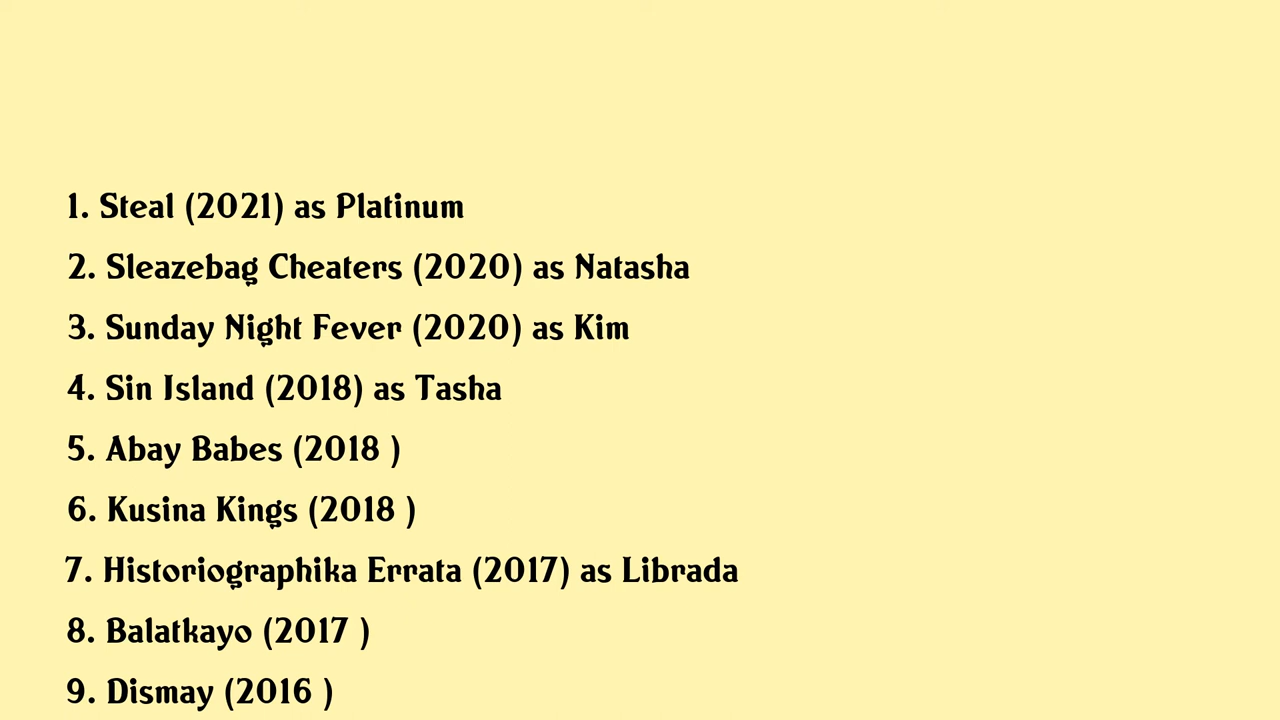 1. Steal (2021) as Platinum
2. Sleazebag Cheaters (2020) as Natasha
3. Sunday Night Fever (2020) as Kim
4. Sin Island (2018) as Tasha
5. Abay Babes (2018 )
6. Kusina Kings (2018 )
7. Historiographika Errata (2017) as Librada
8. Balatkayo (2017 )
9. Dismay (2016 )